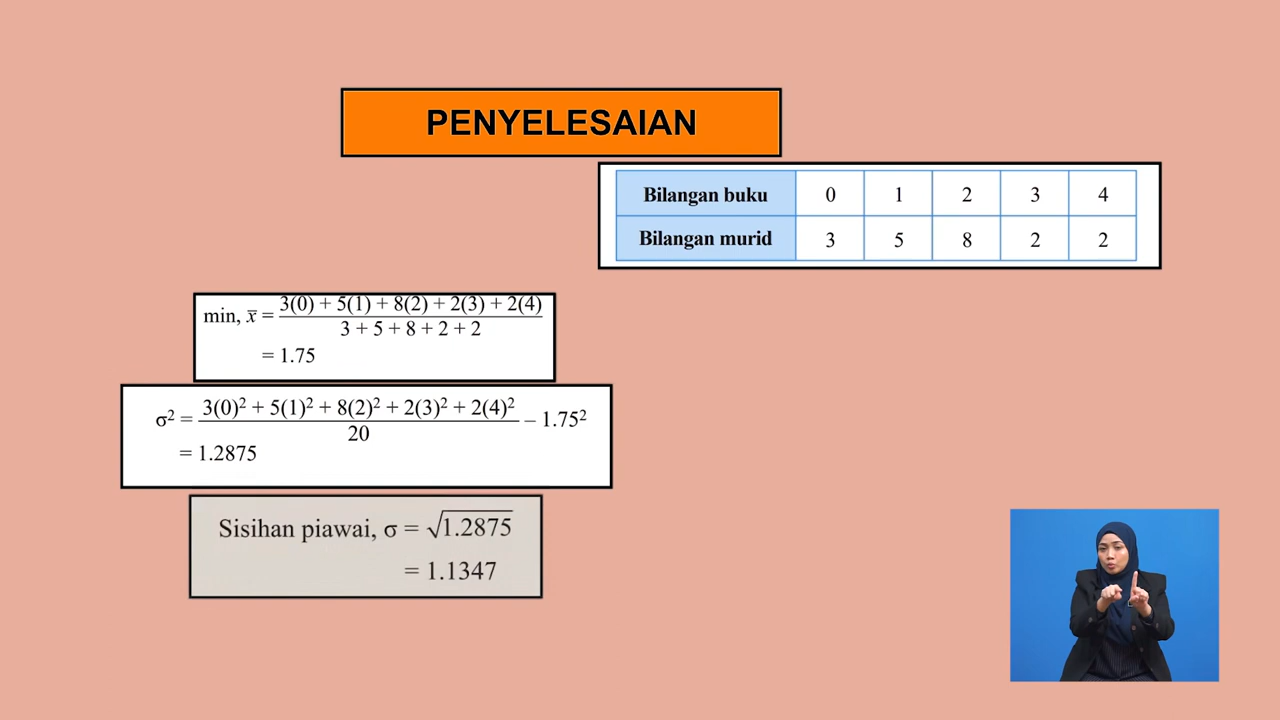 PENYELESAIAN
Bilangan buku 0 1 2 3 4
Bilangan murid 3 5 8 2 2
min, x̄ = 3(0) + 5(1) + 8(2) + 2(3) + 2(4)
3 + 5 + 8 + 2 + 2
= 1.75
σ² = 3(0)² + 5(1)² + 8(2)² + 2(3)² + 2(4)² – 1.75²
20
= 1.2875
Sisihan piawai, σ = √1.2875
= 1.1347